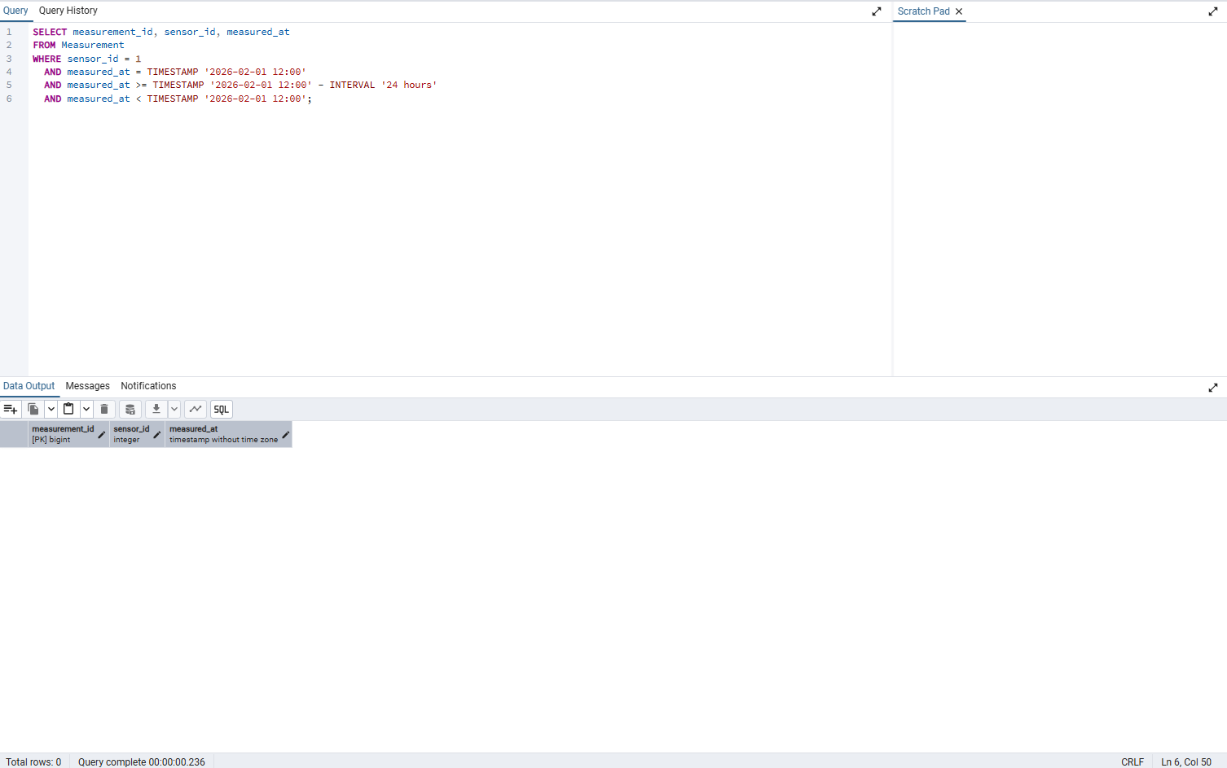 Query Query History
Scratch Pad
1 SELECT measurement_id, sensor_id, measured_at
2 FROM Measurement
3 WHERE sensor_id = 1
4 AND measured_at = TIMESTAMP '2026-02-01 12:00'
5 AND measured_at >= TIMESTAMP '2026-02-01 12:00' - INTERVAL '24 hours'
6 AND measured_at < TIMESTAMP '2026-02-01 12:00';
Data Output Messages Notifications
SQL
measurement_id sensor_id measured_at
[PK] bigint integer timestamp without time zone
Total rows: 0 Query complete 00:00:00.236 CRLF Ln 6, Col 50